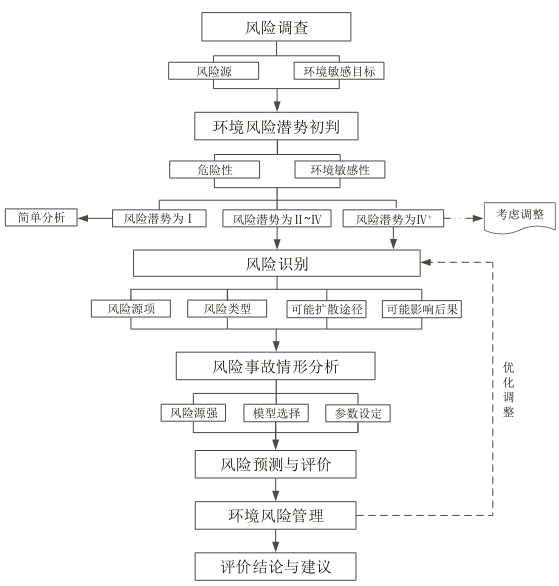 风险调查
风险源
环境敏感目标
环境风险潜势初判
危险性
环境敏感性
简单分析
风险潜势为Ⅰ
风险潜势为Ⅱ~Ⅳ
风险潜势为Ⅳ⁺
考虑调整
风险识别
风险源项
风险类型
可能扩散途径
可能影响后果
风险事故情形分析
优化调整
风险源强
模型选择
参数设定
风险预测与评价
环境风险管理
评价结论与建议